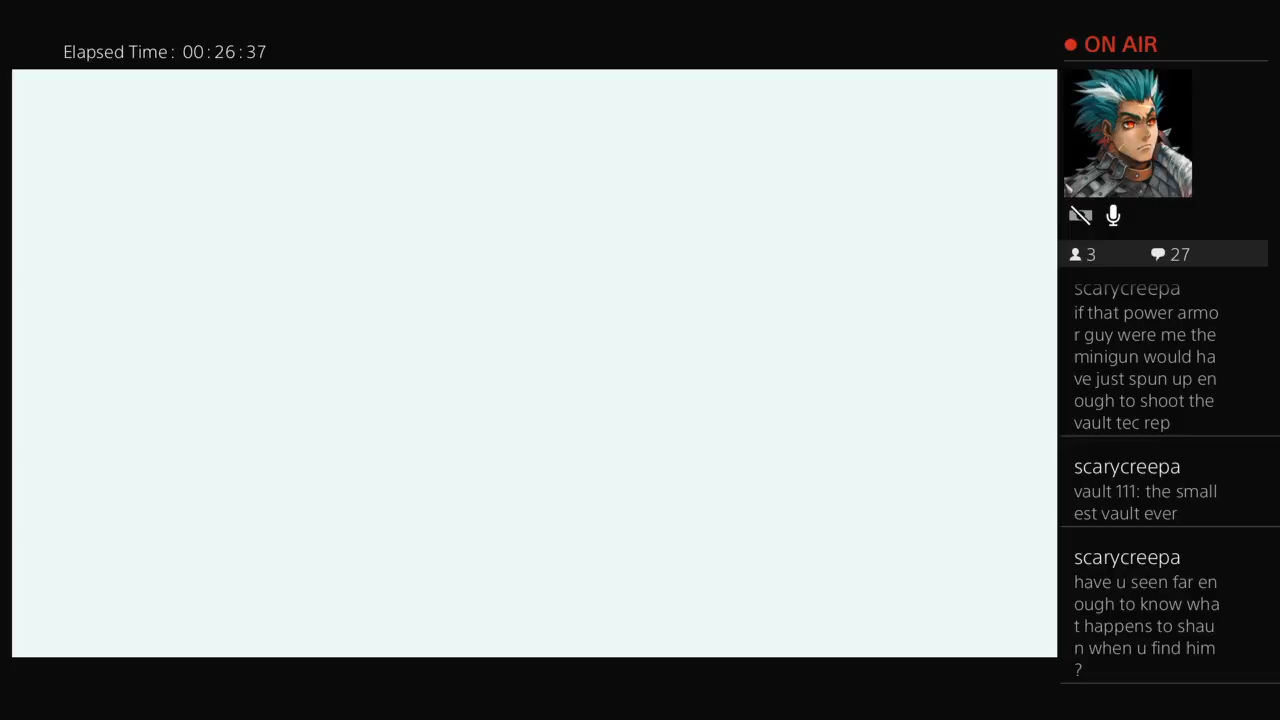 Elapsed Time: 00:26:37
ON AIR
3 27
scarycreepa
if that power armo
r guy were me the
minigun would ha
ve just spun up en
ough to shoot the
vault tec rep
scarycreepa
vault 111: the small
est vault ever
scarycreepa
have u seen far en
ough to know wha
t happens to shau
n when u find him
?